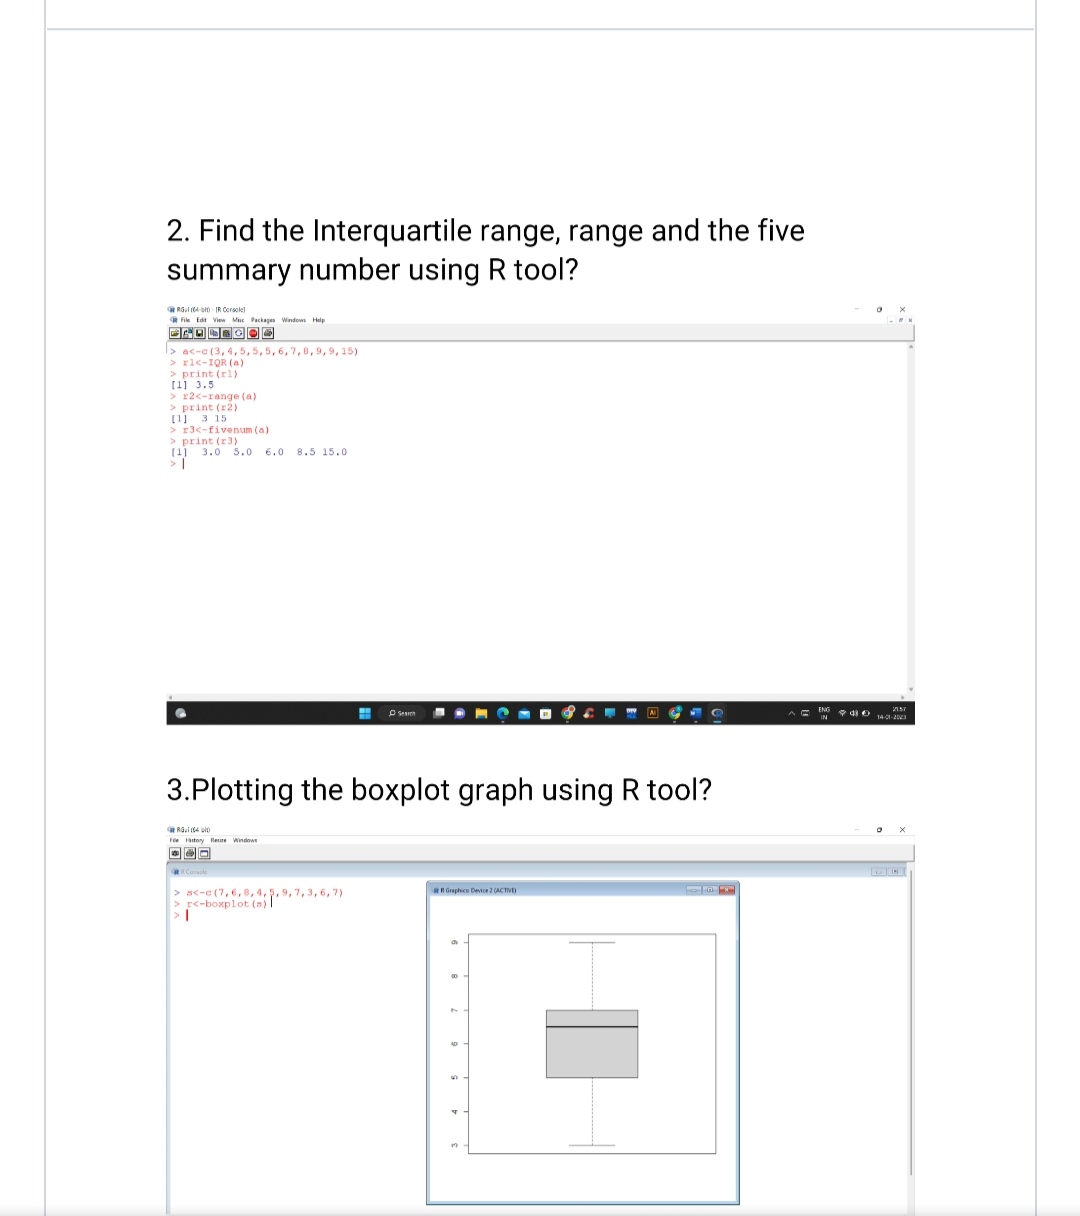 2. Find the Interquartile range, range and the five
summary number using R tool?
RGui (64-bit) - [R Console]
File Edit View Misc Packages Windows Help
> a<-c(3,4,5,5,5,6,7,8,9,9,15)
> r1<-IQR(a)
> print(r1)
[1] 3.5
> r2<-range(a)
> print(r2)
[1] 3 15
> r3<-fivenum(a)
> print(r3)
[1] 3.0 5.0 6.0 8.5 15.0
>
Search
ENG
IN
21:57
14-01-2023
3.Plotting the boxplot graph using R tool?
RGui (64-bit)
File History Resize Windows
R Console
> s<-c(7,6,8,4,5,9,7,3,6,7)
> r<-boxplot(s)
>
R Graphics: Device 2 (ACTIVE)
9
8
7
6
5
4
3